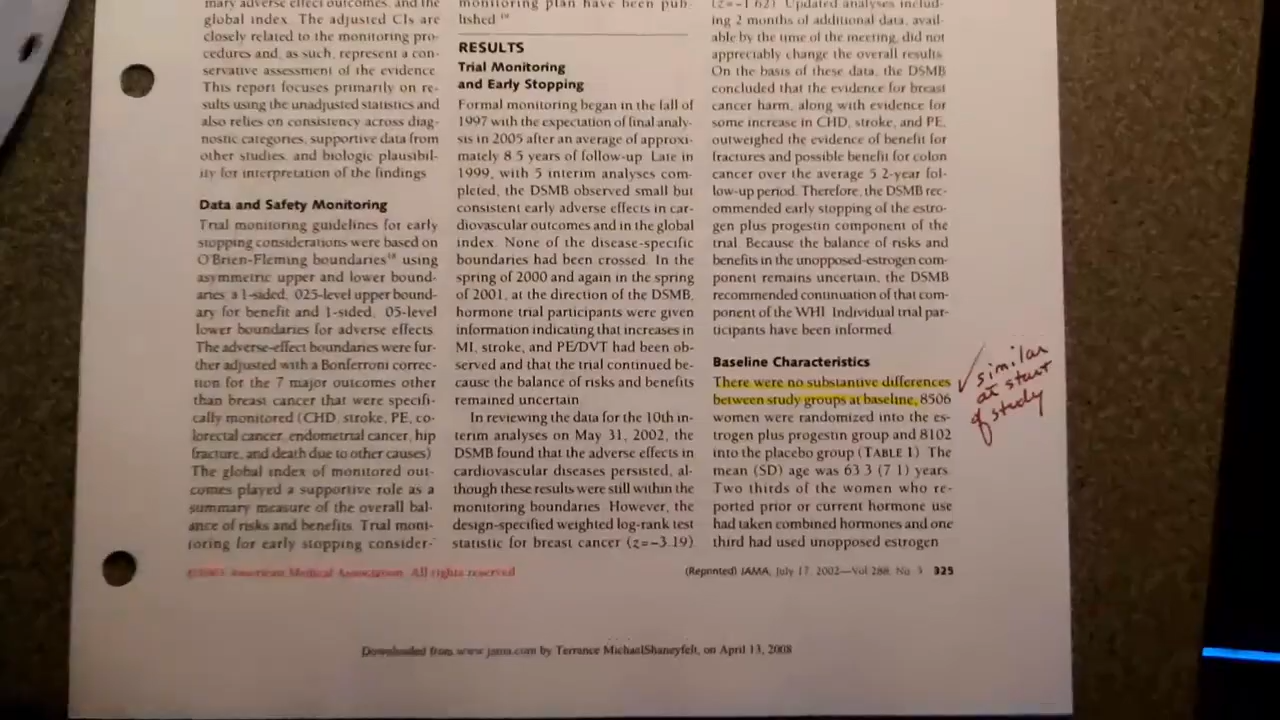 mary adverse effect outcomes, and the
global index. The adjusted CIs are
closely related to the monitoring pro-
cedures and, as such, represent a con-
servative assessment of the evidence
This report focuses primarily on re-
sults using the unadjusted statistics and
also relies on consistency across diag-
nostic categories, supportive data from
other studies, and biologic plausibil-
ity for interpretation of the findings
Data and Safety Monitoring
Trial monitoring guidelines for early
stopping considerations were based on
O'Brien-Fleming boundaries using
asymmetric upper and lower bound-
aries a 1-sided, 025-level upper bound-
ary for benefit and 1-sided, 05-level
lower boundaries for adverse effects
The adverse-effect boundaries were fur-
ther adjusted with a Bonferroni correc-
tion for the 7 major outcomes other
than breast cancer that were specifi-
cally monitored (CHD, stroke, PE, co-
lorectal cancer, endometrial cancer, hip
fracture, and death due to other causes)
The global index of monitored out-
comes played a supportive role as a
summary measure of the overall bal-
ance of risks and benefits. Trial moni-
toring for early stopping consider-
monitoring plan have been pub-
lished
RESULTS
Trial Monitoring
and Early Stopping
Formal monitoring began in the fall of
1997 with the expectation of final analy-
sis in 2005 after an average of approxi-
mately 8 5 years of follow-up Late in
1999, with 5 interim analyses com-
pleted, the DSMB observed small but
consistent early adverse effects in car-
diovascular outcomes and in the global
index. None of the disease-specific
boundaries had been crossed. In the
spring of 2000 and again in the spring
of 2001, at the direction of the DSMB,
hormone trial participants were given
information indicating that increases in
MI, stroke, and PE/DVT had been ob-
served and that the trial continued be-
cause the balance of risks and benefits
remained uncertain
In reviewing the data for the 10th in-
terim analyses on May 31, 2002, the
DSMB found that the adverse effects in
cardiovascular diseases persisted, al-
though these results were still within the
monitoring boundaries. However, the
design-specified weighted log-rank test
statistic for breast cancer (z=-3.19)
(z=-1 62) Updated analyses includ-
ing 2 months of additional data, avail-
able by the time of the meeting, did not
appreciably change the overall results
On the basis of these data, the DSMB
concluded that the evidence for breast
cancer harm, along with evidence for
some increase in CHD, stroke, and PE,
outweighed the evidence of benefit for
fractures and possible benefit for colon
cancer over the average 5 2-year fol-
low-up period. Therefore, the DSMB rec-
ommended early stopping of the estro-
gen plus progestin component of the
trial. Because the balance of risks and
benefits in the unopposed-estrogen com-
ponent remains uncertain, the DSMB
recommended continuation of that com-
ponent of the WHI Individual trial par-
ticipants have been informed
Baseline Characteristics
There were no substantive differences
between study groups at baseline, 8506
women were randomized into the es-
trogen plus progestin group and 8102
into the placebo group (TABLE 1) The
mean (SD) age was 63 3 (7 1) years
Two thirds of the women who re-
ported prior or current hormone use
had taken combined hormones and one
third had used unopposed estrogen
✓ similar
at start
of study
American Medical Association. All rights reserved
(Reprinted) JAMA, July 17, 2002—Vol 288, No. 3 325
Downloaded from www.jama.com by Terrance MichaelShaneyfelt, on April 13, 2008